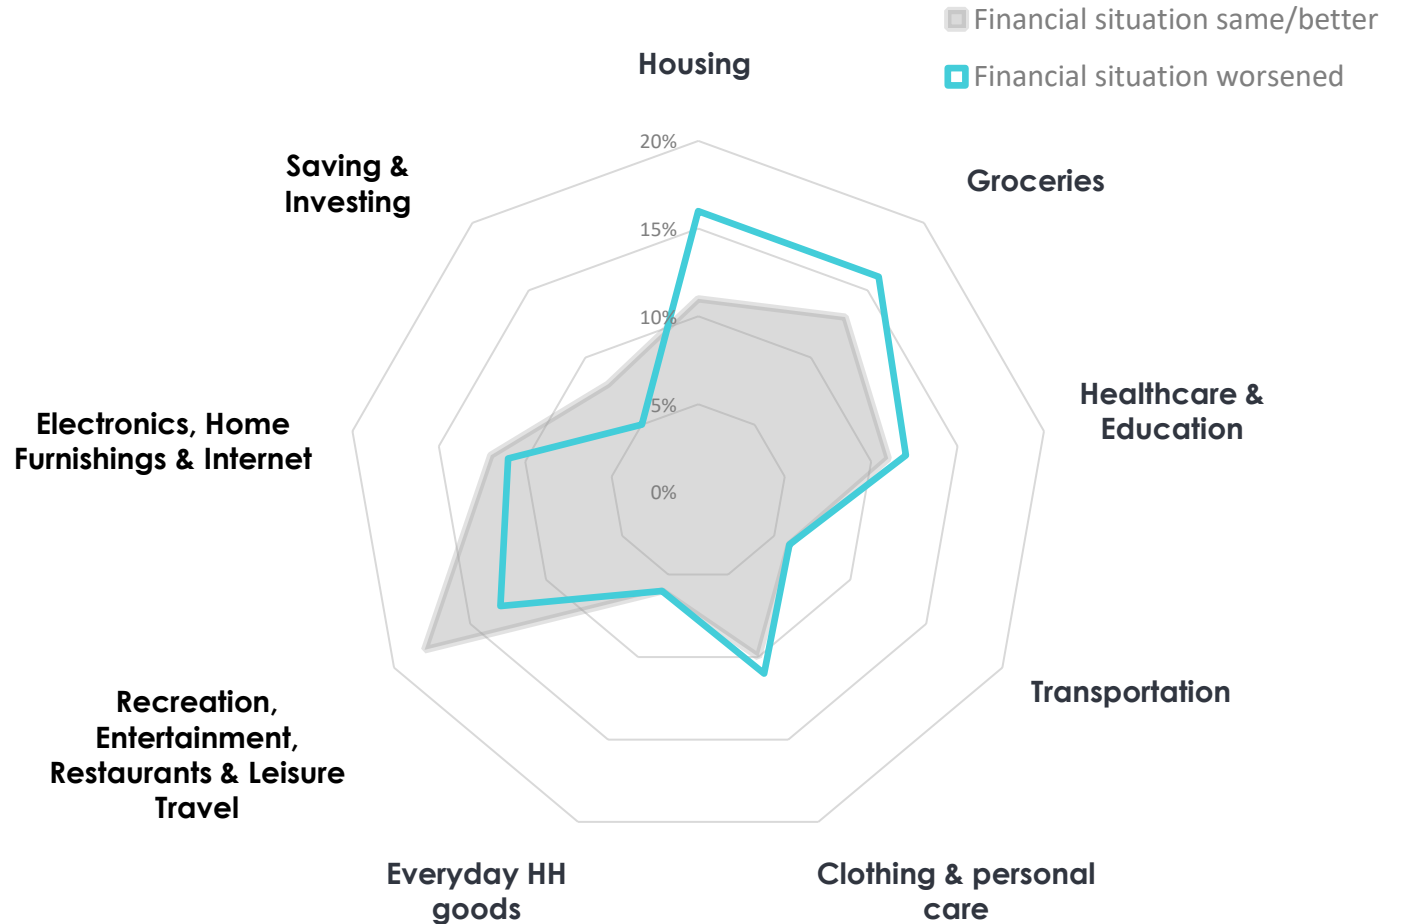 Financial situation same/better
Financial situation worsened
Housing
20%
15%
10%
5%
0%
Groceries
Healthcare &
Education
Transportation
Clothing & personal
care
Everyday HH
goods
Recreation,
Entertainment,
Restaurants & Leisure
Travel
Electronics, Home
Furnishings & Internet
Saving &
Investing